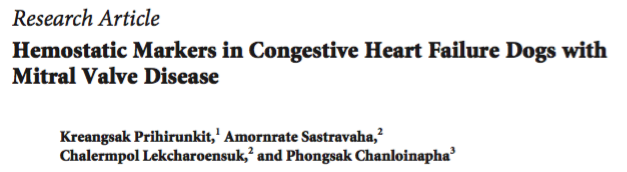 Research Article
Hemostatic Markers in Congestive Heart Failure Dogs with
Mitral Valve Disease
Kreangsak Prihirunkit,¹ Amornrate Sastravaha,²
Chalermpol Lekcharoensuk,² and Phongsak Chanloinapha³